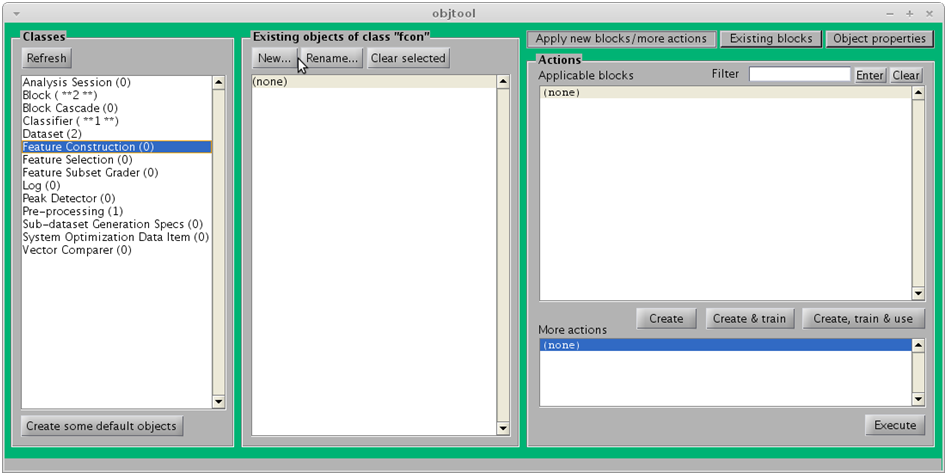 objtool
Classes
Refresh
Analysis Session (0)
Block ( **2 **)
Block Cascade (0)
Classifier ( **1 **)
Dataset (2)
Feature Construction (0)
Feature Selection (0)
Feature Subset Grader (0)
Log (0)
Peak Detector (0)
Pre-processing (1)
Sub-dataset Generation Specs (0)
System Optimization Data Item (0)
Vector Comparer (0)
Create some default objects
Existing objects of class "fcon"
New... Rename... Clear selected
(none)
Apply new blocks/more actions Existing blocks Object properties
Actions
Applicable blocks Filter Enter Clear
(none)
Create Create & train Create, train & use
More actions
(none)
Execute